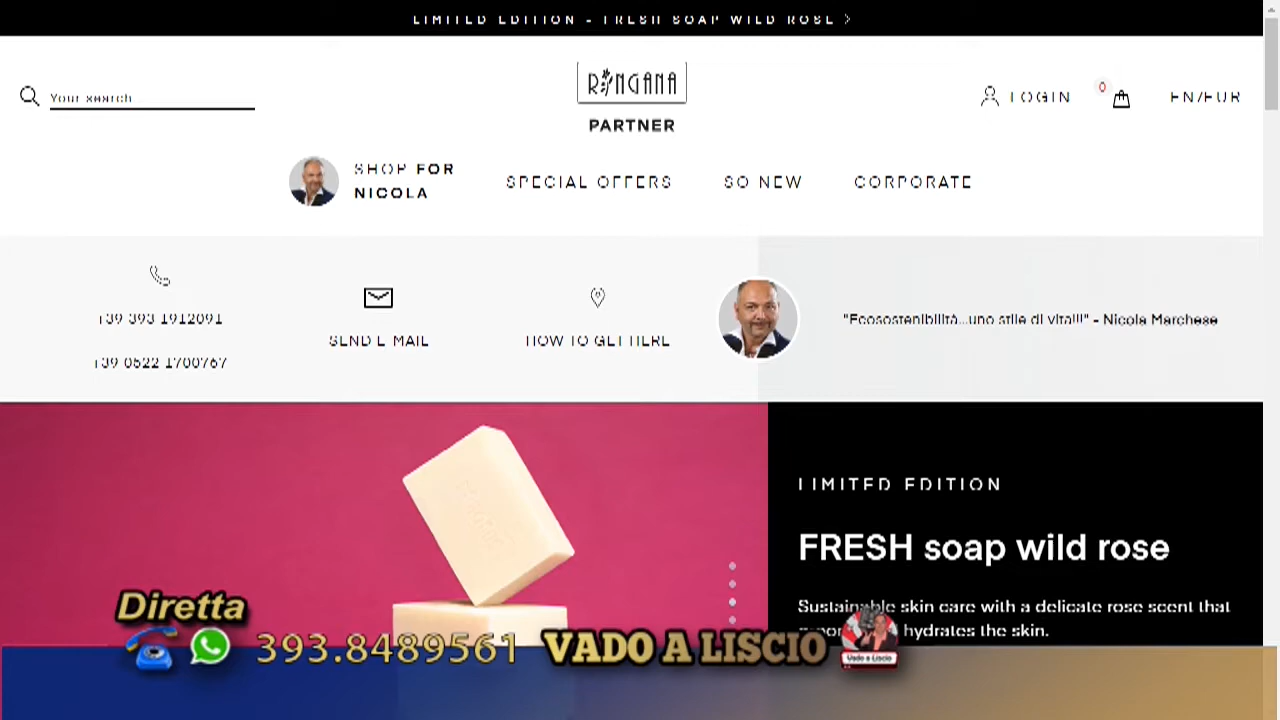 LIMITED EDITION - FRESH SOAP WILD ROSE >
Your search
RINGANA
PARTNER
LOGIN
0
EN/EUR
SHOP FOR
NICOLA
SPECIAL OFFERS
SO NEW
CORPORATE
+39 393 1912091
+39 0522 1700767
SEND E-MAIL
HOW TO GET HERE
"Ecosostenibilità...uno stile di vita!!!" - Nicola Marchese
LIMITED EDITION
FRESH soap wild rose
Sustainable skin care with a delicate rose scent that
hydrates the skin.
Diretta
393.8489561 VADO A LISCIO
Vado a Liscio